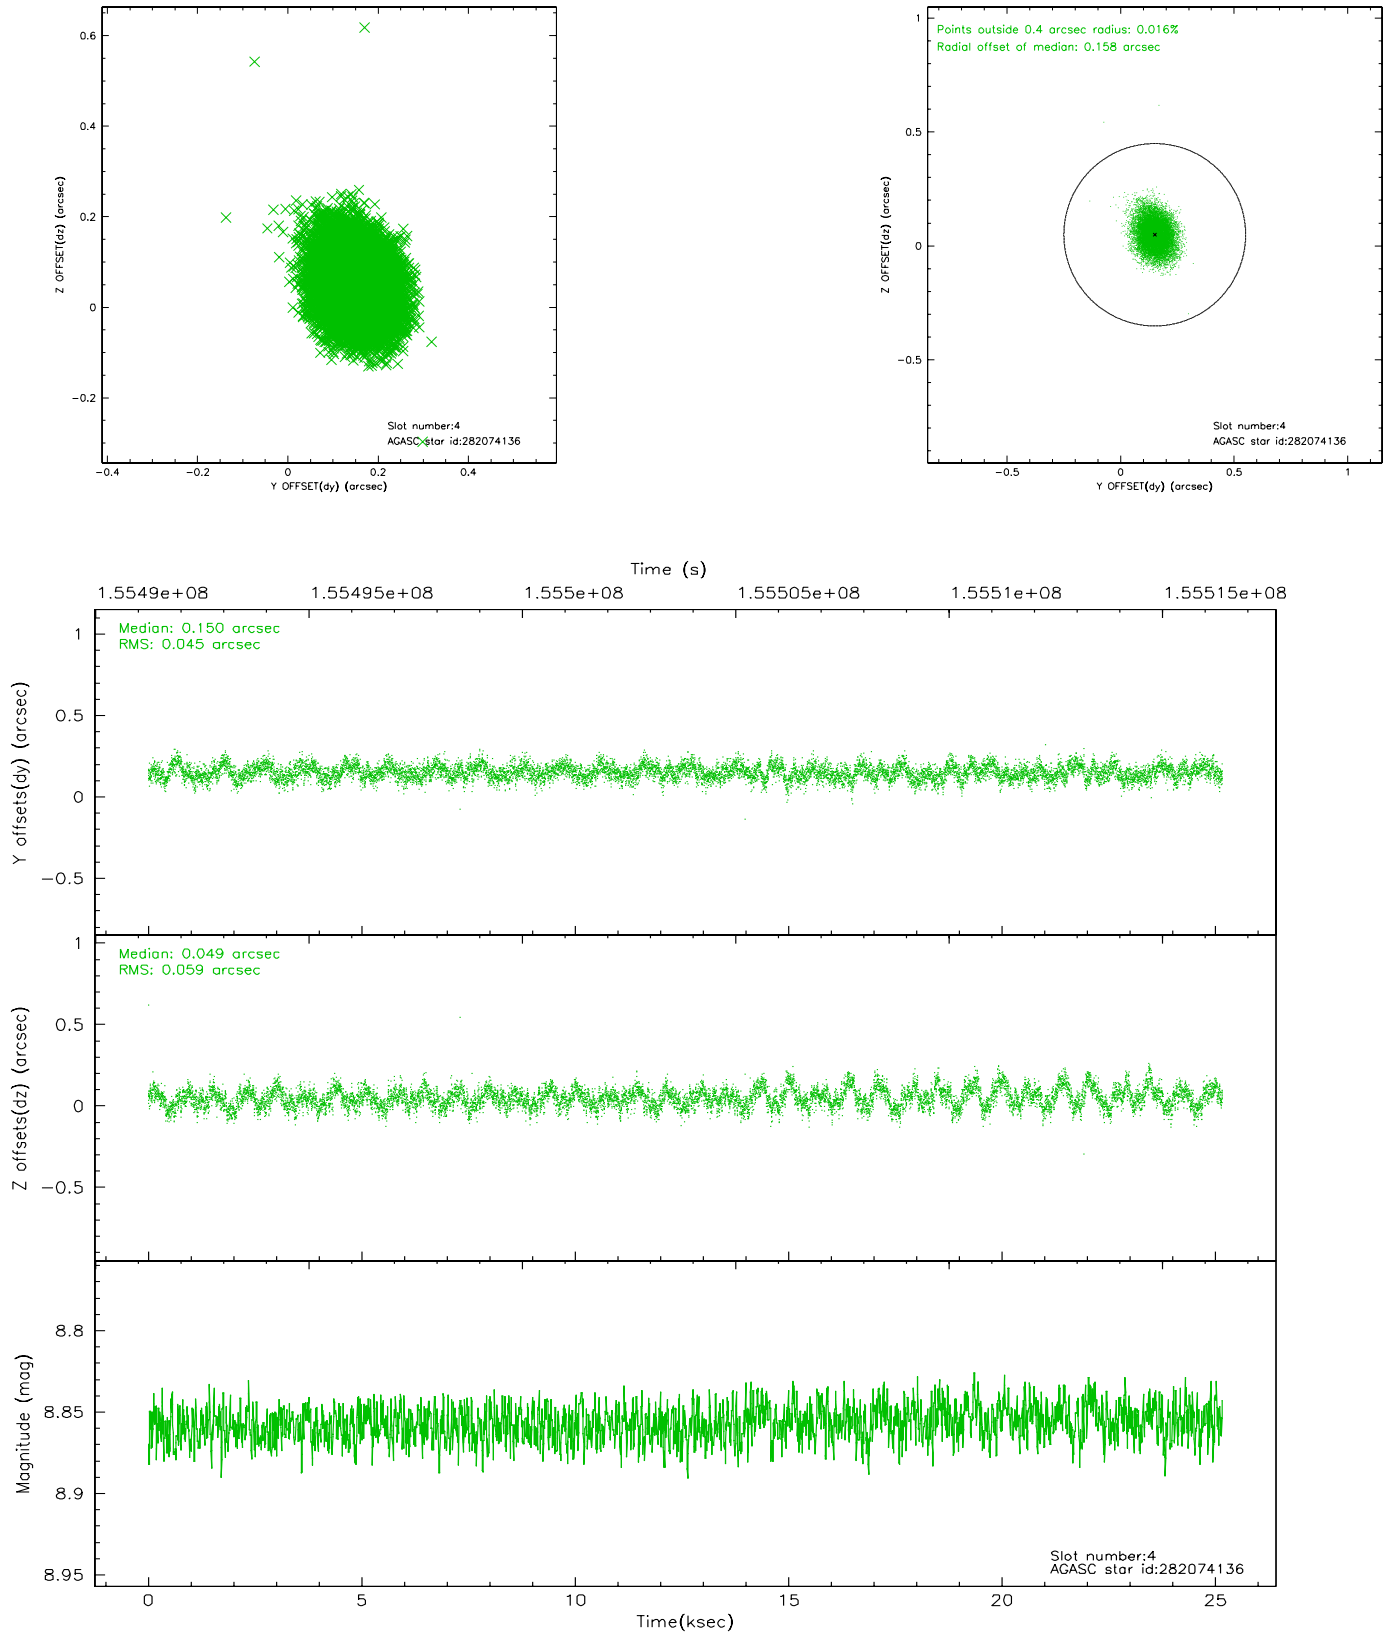 0.6
0.4
0.2
0
−0.2
Z OFFSET(dz) (arcsec)
Slot number:4
AGASC star id:282074136
−0.4 −0.2 0 0.2 0.4
Y OFFSET(dy) (arcsec)
Points outside 0.4 arcsec radius: 0.016%
Radial offset of median: 0.158 arcsec
1
0.5
0
−0.5
Z OFFSET(dz) (arcsec)
Slot number:4
AGASC star id:282074136
−0.5 0 0.5 1
Y OFFSET(dy) (arcsec)
Time (s)
1.5549e+08 1.55495e+08 1.555e+08 1.55505e+08 1.5551e+08 1.55515e+08
Median: 0.150 arcsec
RMS: 0.045 arcsec
1
0.5
0
−0.5
Y offsets(dy) (arcsec)
Median: 0.049 arcsec
RMS: 0.059 arcsec
1
0.5
0
−0.5
Z offsets(dz) (arcsec)
8.8
8.85
8.9
8.95
Magnitude (mag)
Slot number:4
AGASC star id:282074136
0 5 10 15 20 25
Time(ksec)